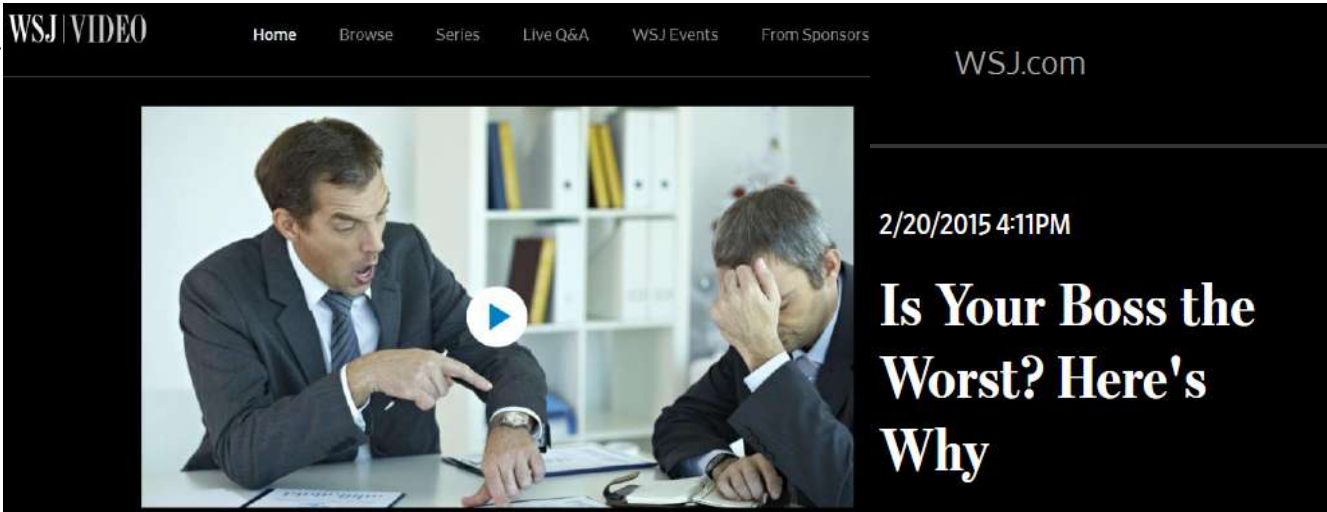 WSJ|VIDEO
Home Browse Series Live Q&A WSJ Events From Sponsors
WSJ.com
2/20/2015 4:11PM
Is Your Boss the
Worst? Here's
Why